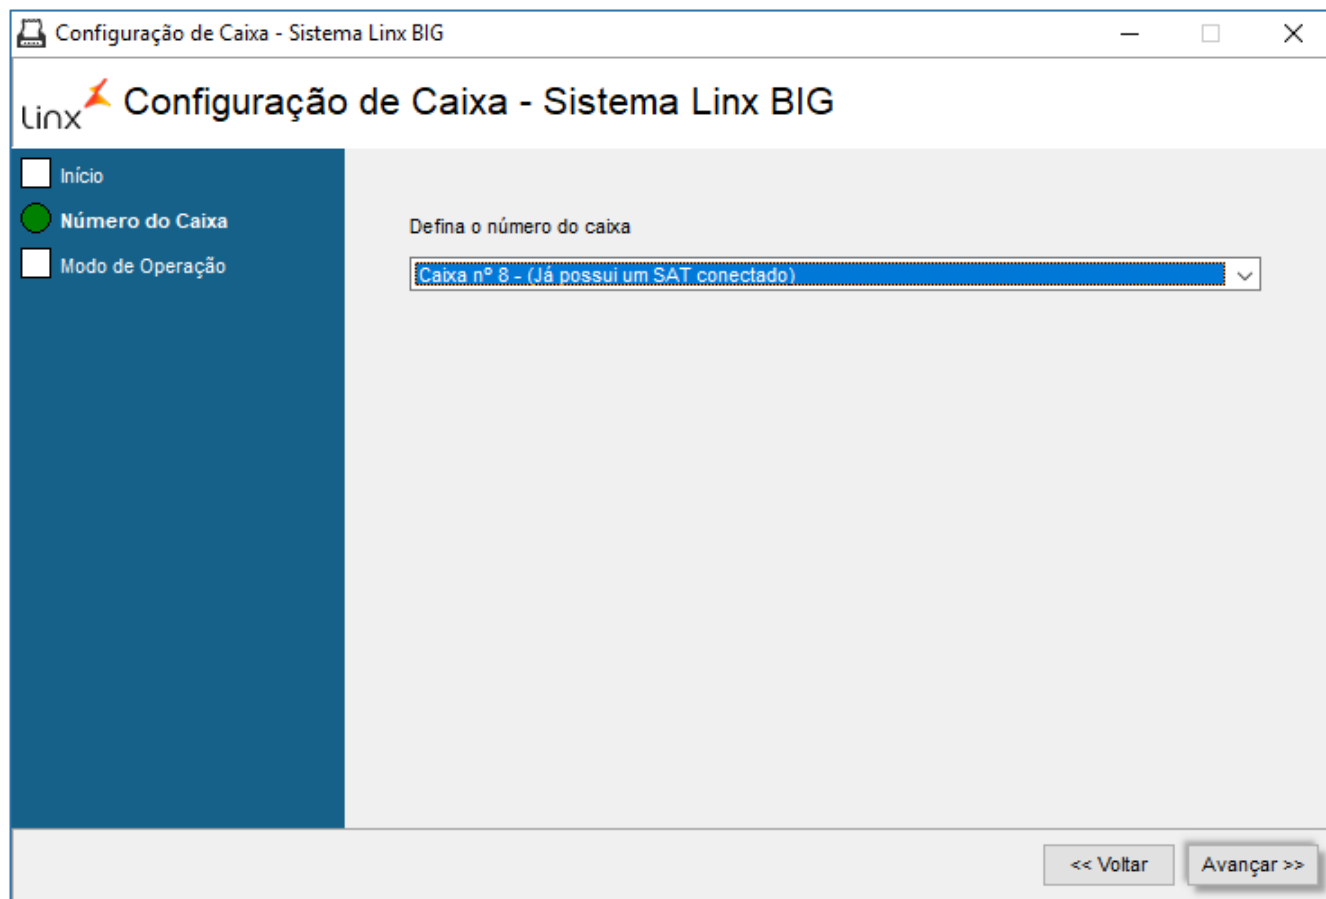 Configuração de Caixa - Sistema Linx BIG
Linx Configuração de Caixa - Sistema Linx BIG
Início
Número do Caixa
Modo de Operação
Defina o número do caixa
Caixa nº 8 - (Já possui um SAT conectado)
<< Voltar
Avançar >>